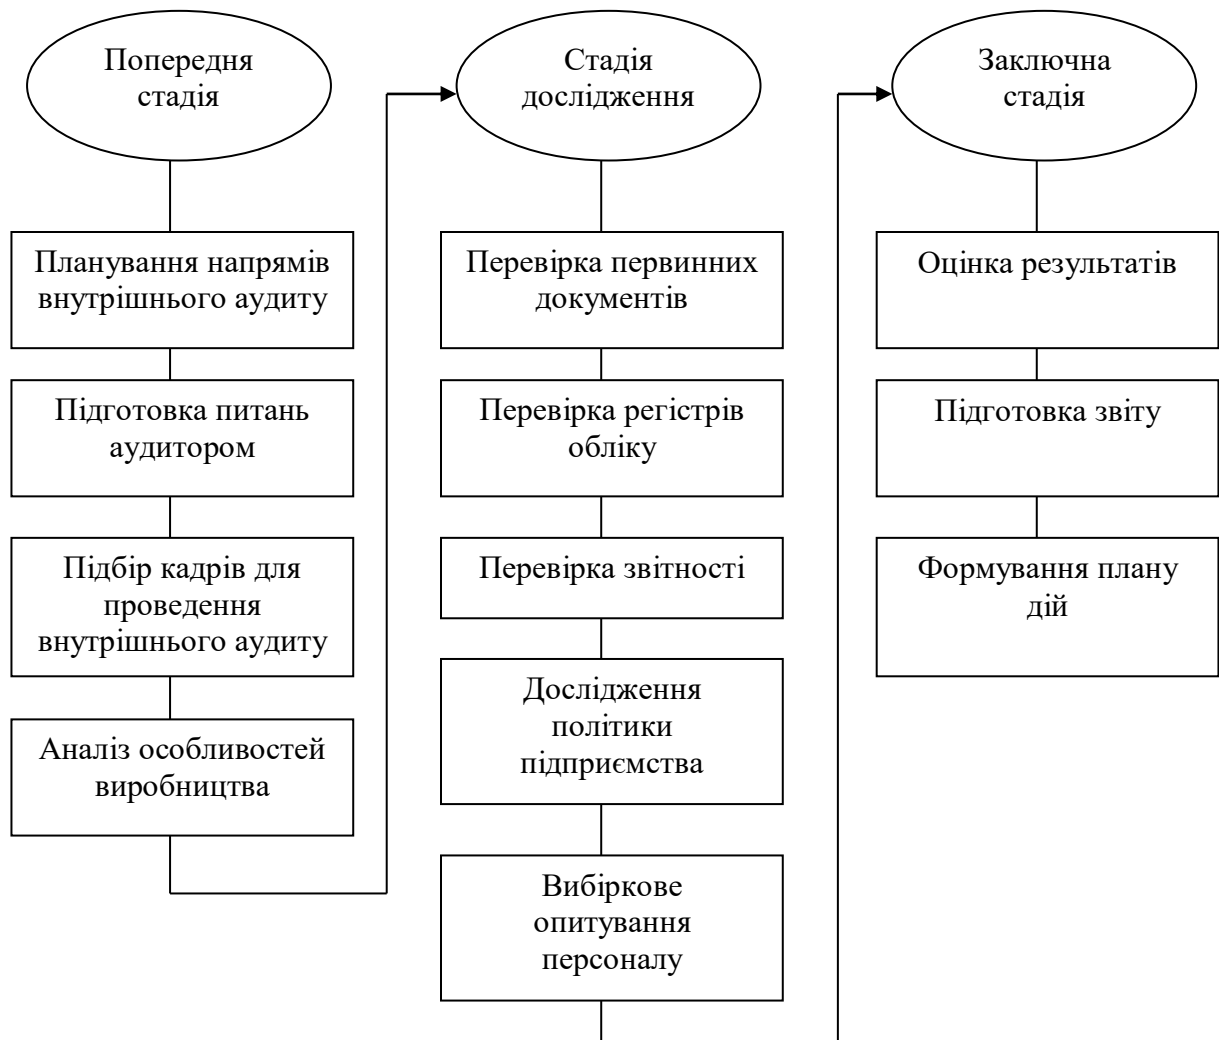 Попередня
стадія
Планування напрямів
внутрішнього аудиту
Підготовка питань
аудитором
Підбір кадрів для
проведення
внутрішнього аудиту
Аналіз особливостей
виробництва
Стадія
дослідження
Перевірка первинних
документів
Перевірка регістрів
обліку
Перевірка звітності
Дослідження
політики
підприємства
Вибіркове
опитування
персоналу
Заключна
стадія
Оцінка результатів
Підготовка звіту
Формування плану
дій